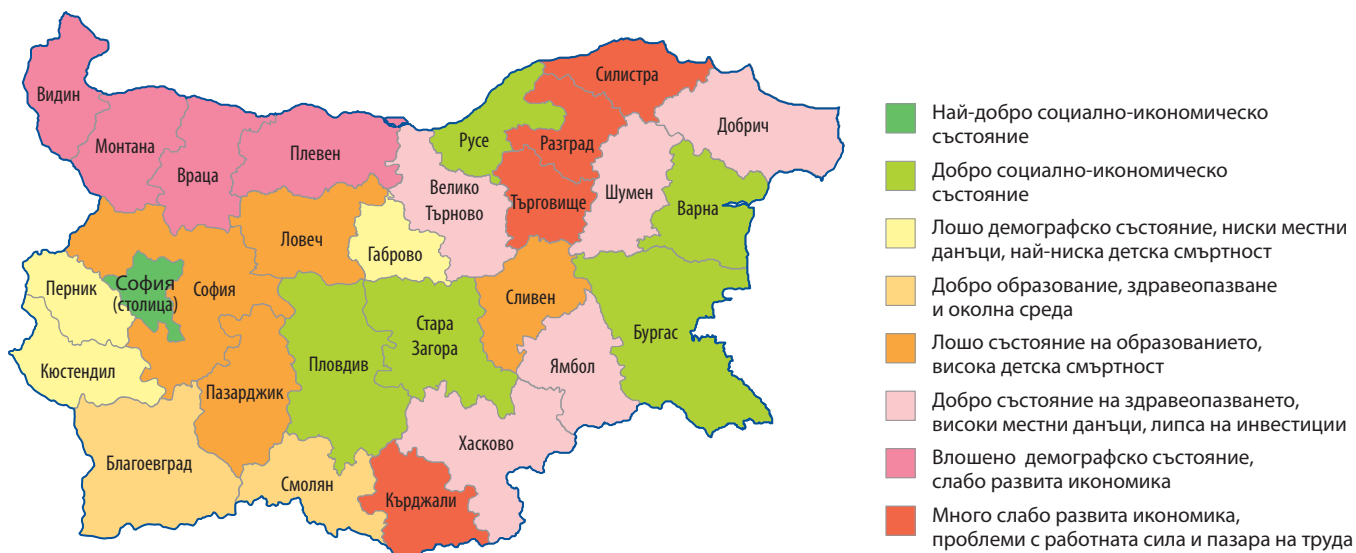 Видин
Монтана
Враца
Плевен
Велико
Търново
Русе
Силистра
Разград
Търговище
Шумен
Добрич
Варна
Ловеч
Габрово
Перник
София
(столица)
София
Кюстендил
Пазарджик
Пловдив
Стара
Загора
Сливен
Ямбол
Бургас
Благоевград
Смолян
Хасково
Кърджали
Най-добро социално-икономическо
състояние
Добро социално-икономическо
състояние
Лошо демографско състояние, ниски местни
данъци, най-ниска детска смъртност
Добро образование, здравеопазване
и околна среда
Лошо състояние на образованието,
висока детска смъртност
Добро състояние на здравеопазването,
високи местни данъци, липса на инвестиции
Влошено демографско състояние,
слабо развита икономика
Много слабо развита икономика,
проблеми с работната сила и пазара на труда